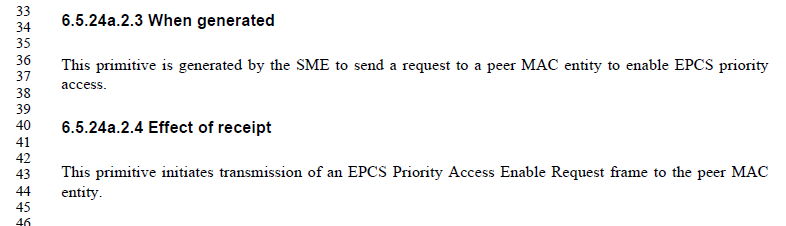 33
34 6.5.24a.2.3 When generated
35
36 This primitive is generated by the SME to send a request to a peer MAC entity to enable EPCS priority
37
38 access.
39
40 6.5.24a.2.4 Effect of receipt
41
42
43 This primitive initiates transmission of an EPCS Priority Access Enable Request frame to the peer MAC
44 entity.
45
46